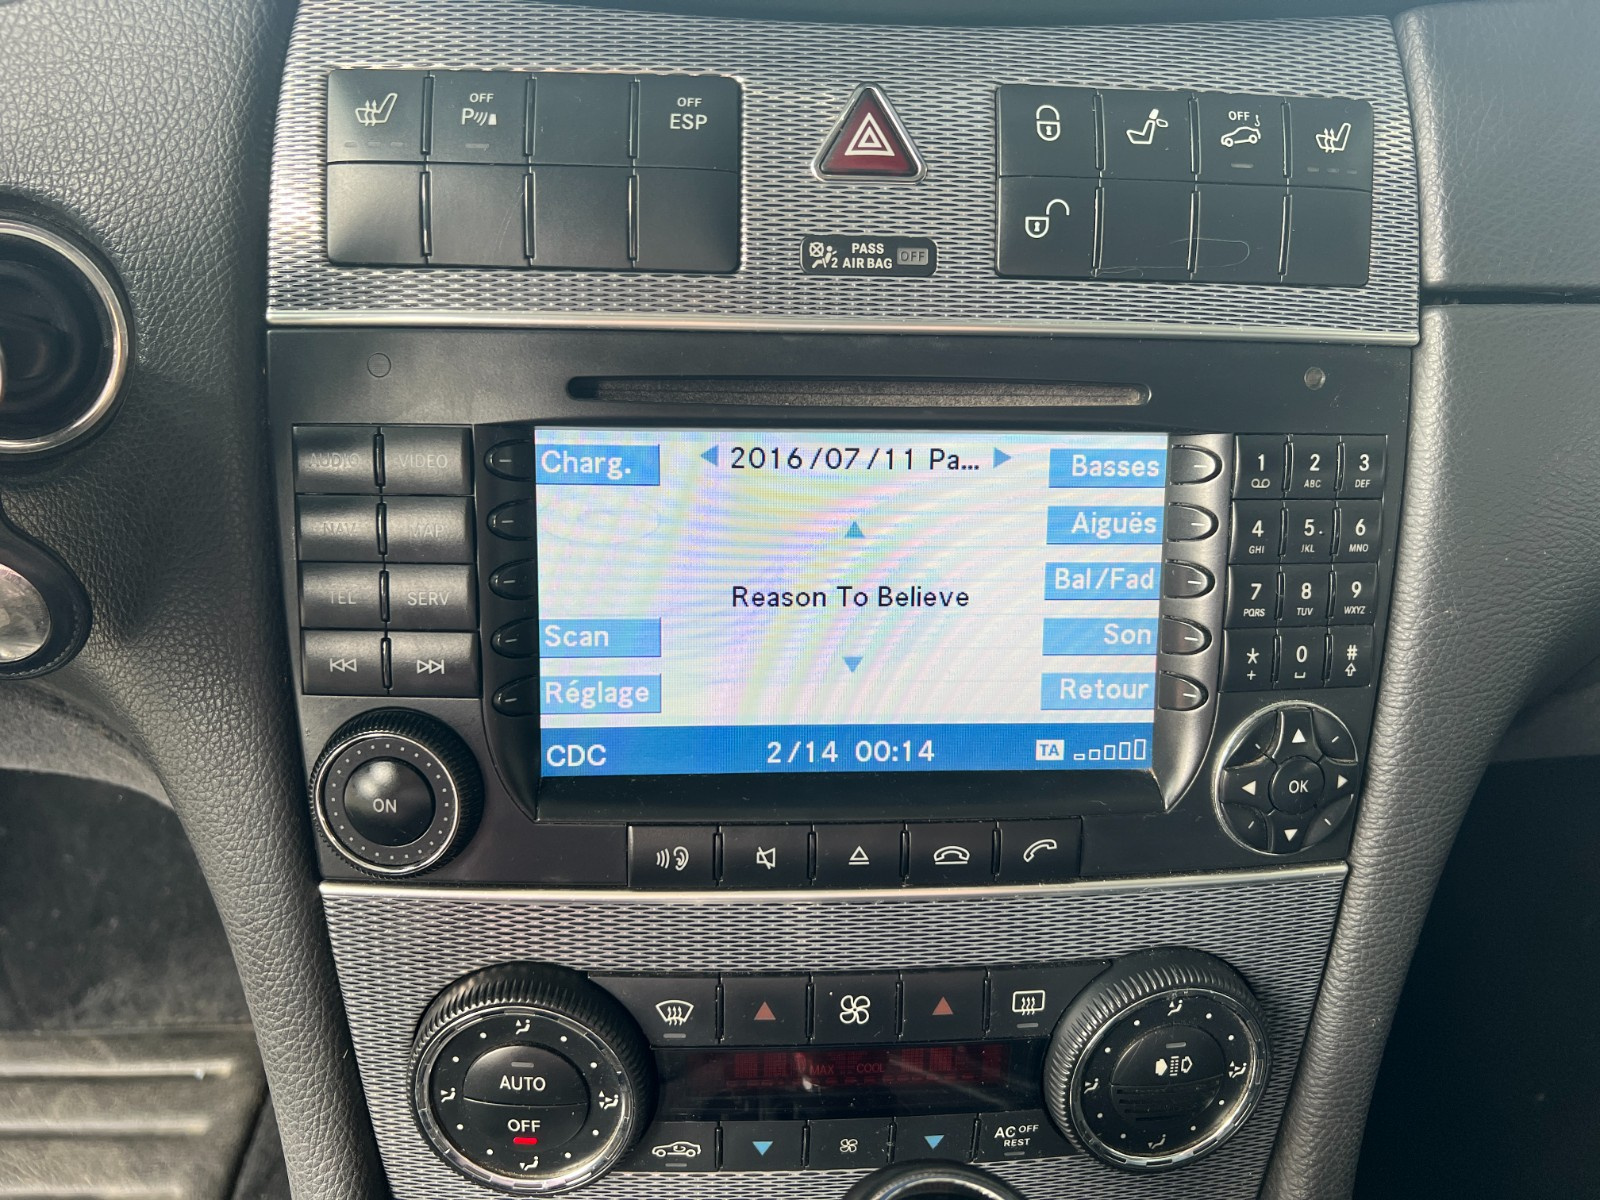 OFF
P
OFF
ESP
OFF
PASS
AIR BAG OFF
2
AUDIO VIDEO
NAV MAP
TEL SERV
ON
Charg.
2016/07/11 Pa...
Basses
Aiguës
Bal/Fad
Reason To Believe
Scan
Son
Réglage
Retour
CDC
2/14 00:14
TA
1 2 3
ABC DEF
4 5 6
GHI JKL MNO
7 8 9
PQRS TUV WXYZ
* 0 #
+
OK
AUTO
OFF
MAX COOL
AC OFF
REST